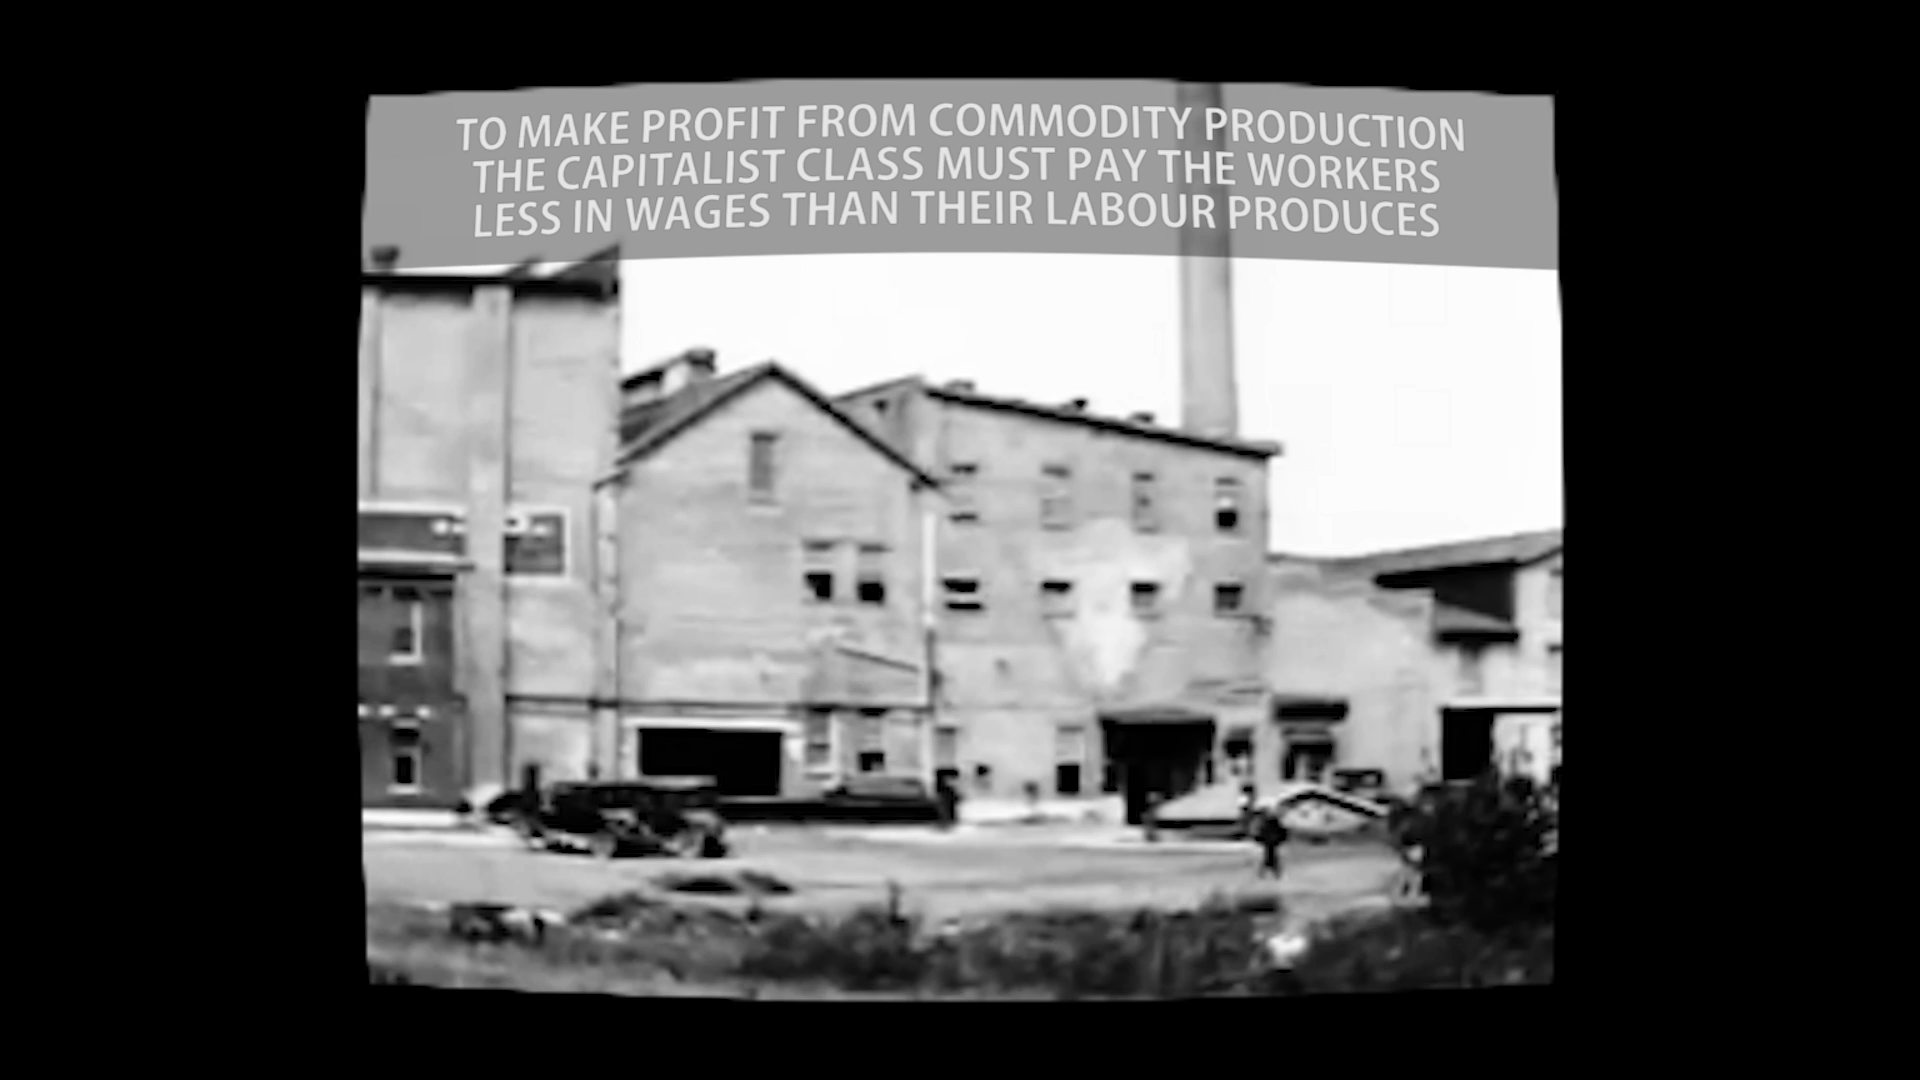 TO MAKE PROFIT FROM COMMODITY PRODUCTION
THE CAPITALIST CLASS MUST PAY THE WORKERS
LESS IN WAGES THAN THEIR LABOUR PRODUCES